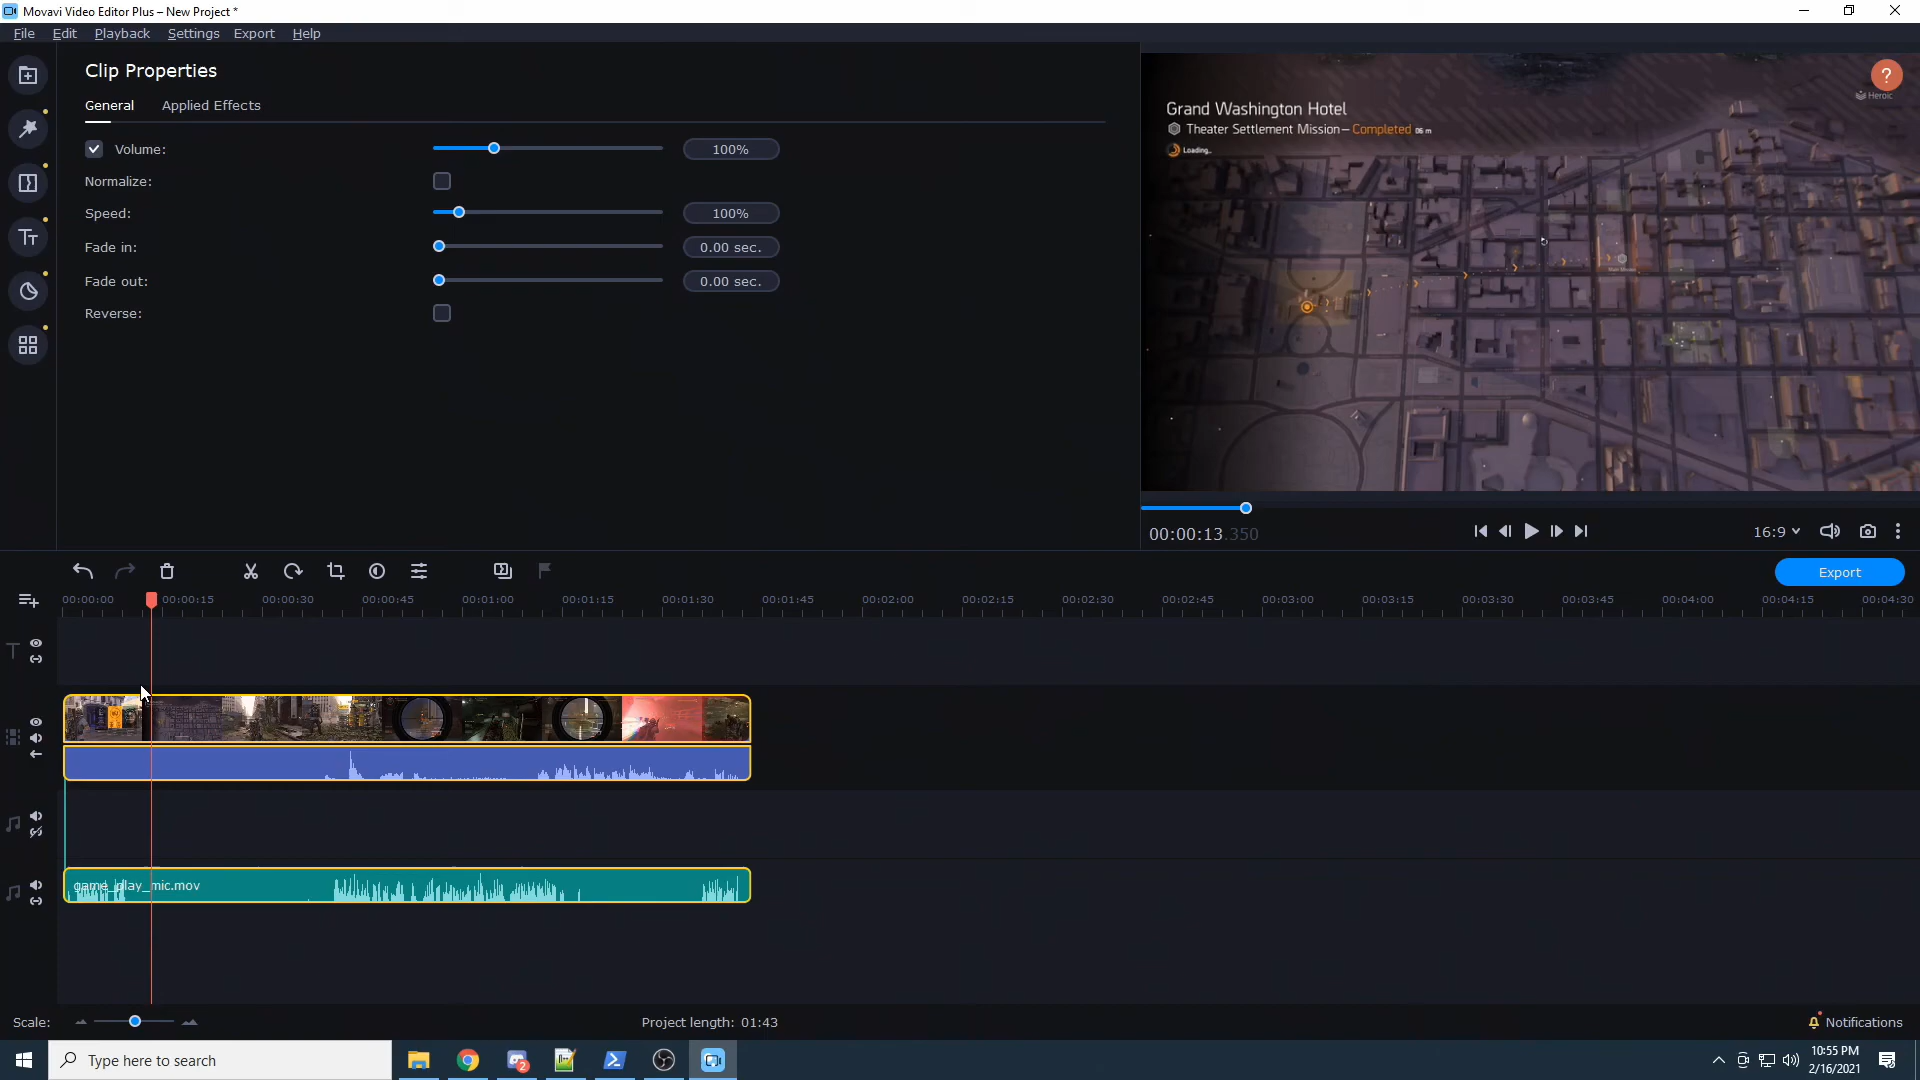 Movavi Video Editor Plus – New Project *
File Edit Playback Settings Export Help
Clip Properties
General Applied Effects
Volume: 100%
Normalize:
Speed: 100%
Fade in: 0.00 sec.
Fade out: 0.00 sec.
Reverse:
?
Heroic
Grand Washington Hotel
Theater Settlement Mission — Completed 86 m
Loading...
00:00:13.350
16:9
Export
00:00:00 00:00:15 00:00:30 00:00:45 00:01:00 00:01:15 00:01:30 00:01:45 00:02:00 00:02:15 00:02:30 00:02:45 00:03:00 00:03:15 00:03:30 00:03:45 00:04:00 00:04:15 00:04:30
game_play_mic.mov
Scale:
Project length: 01:43
Notifications
Type here to search
2
10:55 PM
2/16/2021